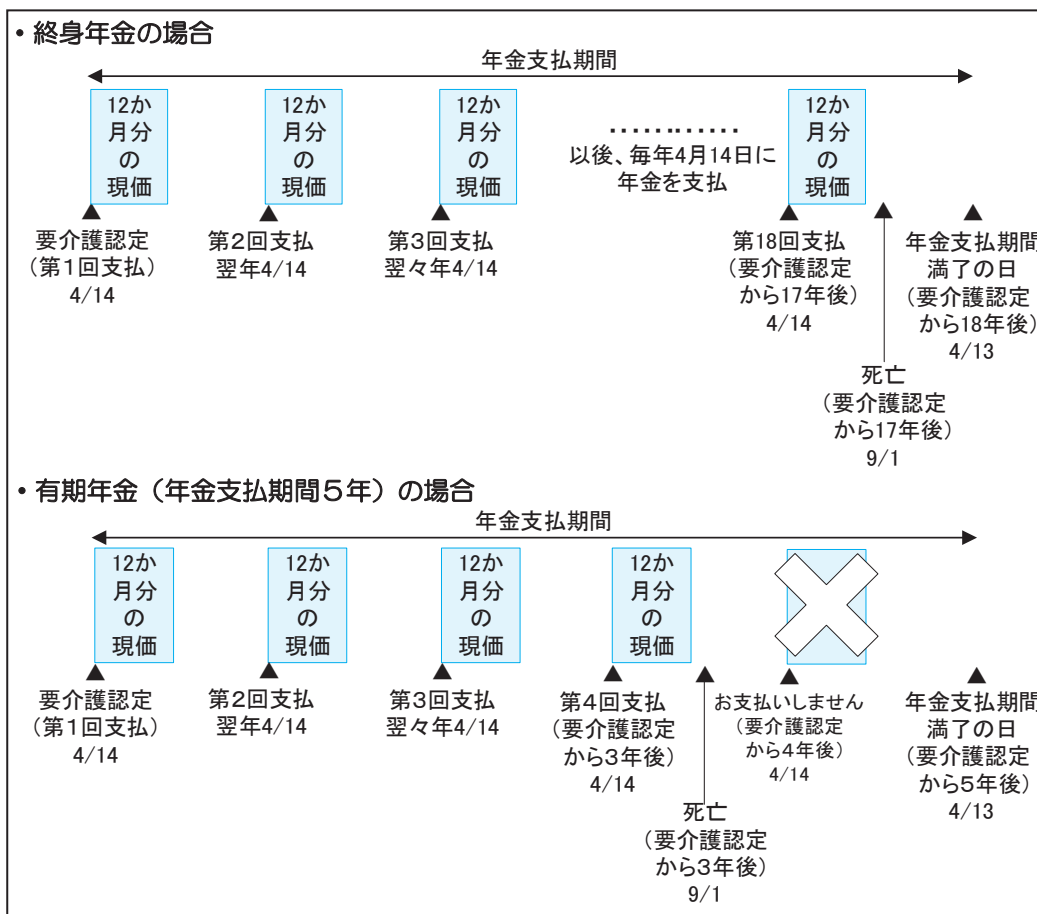 ・終身年金の場合
年金支払期間
12か
月分
の
現価
12か
月分
の
現価
12か
月分
の
現価
‥‥‥‥‥‥
以後、毎年4月14日に
年金を支払
12か
月分
の
現価
要介護認定
(第1回支払)
4/14
第2回支払
翌年4/14
第3回支払
翌々年4/14
第18回支払
(要介護認定
から17年後)
4/14
年金支払期間
満了の日
(要介護認定
から18年後)
4/13
死亡
(要介護認定
から17年後)
9/1
・有期年金(年金支払期間5年)の場合
年金支払期間
12か
月分
の
現価
12か
月分
の
現価
12か
月分
の
現価
12か
月分
の
現価
要介護認定
(第1回支払)
4/14
第2回支払
翌年4/14
第3回支払
翌々年4/14
第4回支払
(要介護認定
から3年後)
4/14
お支払いしません
(要介護認定
から4年後)
4/14
年金支払期間
満了の日
(要介護認定
から5年後)
4/13
死亡
(要介護認定
から3年後)
9/1